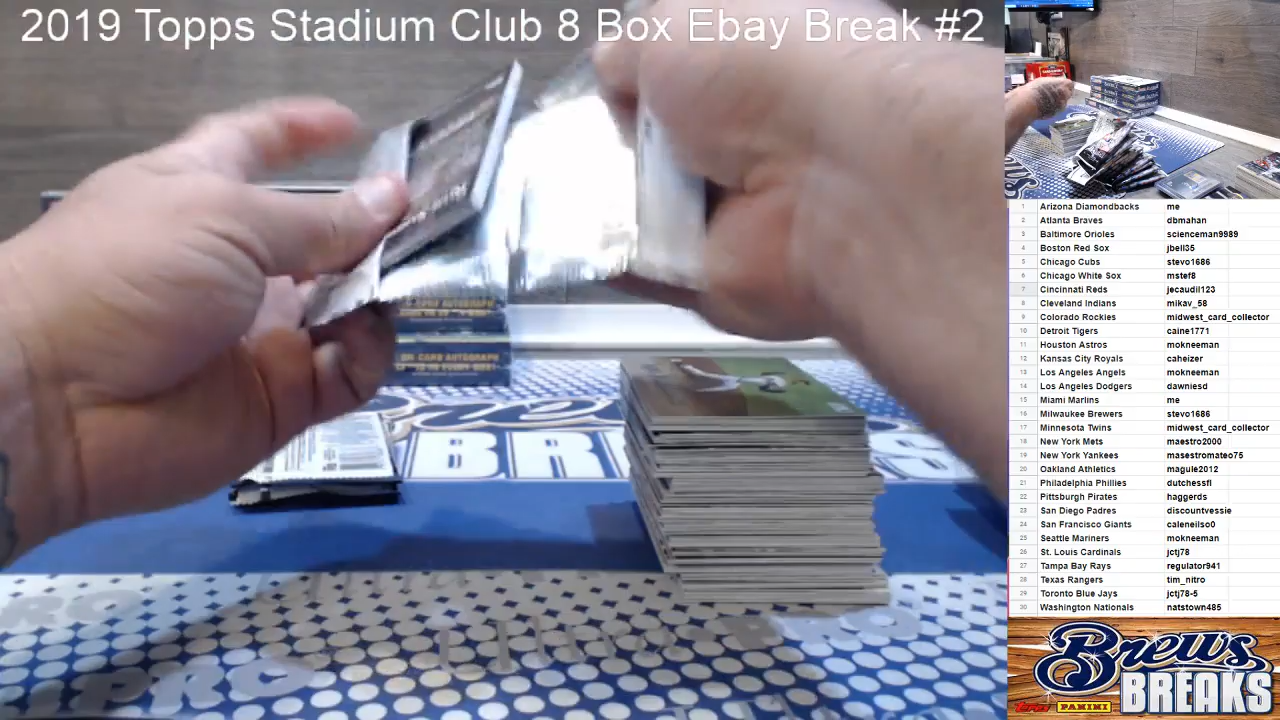 2019 Topps Stadium Club 8 Box Ebay Break #2
1 Arizona Diamondbacks me
2 Atlanta Braves dbmahan
3 Baltimore Orioles scienceman9989
4 Boston Red Sox jbell35
5 Chicago Cubs stevo1686
6 Chicago White Sox mstef8
7 Cincinnati Reds jecaudil123
8 Cleveland Indians mikav_58
9 Colorado Rockies midwest_card_collector
10 Detroit Tigers caine1771
11 Houston Astros mokneeman
12 Kansas City Royals caheizer
13 Los Angeles Angels mokneeman
14 Los Angeles Dodgers dawniesd
15 Miami Marlins me
16 Milwaukee Brewers stevo1686
17 Minnesota Twins midwest_card_collector
18 New York Mets maestro2000
19 New York Yankees masestromateo75
20 Oakland Athletics magule2012
21 Philadelphia Phillies dutchessfl
22 Pittsburgh Pirates haggerds
23 San Diego Padres discountvessie
24 San Francisco Giants caleneilso0
25 Seattle Mariners mokneeman
26 St. Louis Cardinals jctj78
27 Tampa Bay Rays regulator941
28 Texas Rangers tim_nitro
29 Toronto Blue Jays jctj78-5
30 Washington Nationals natstown485
Brews
BREAKS
Topps PANINI
BR
S
PRO